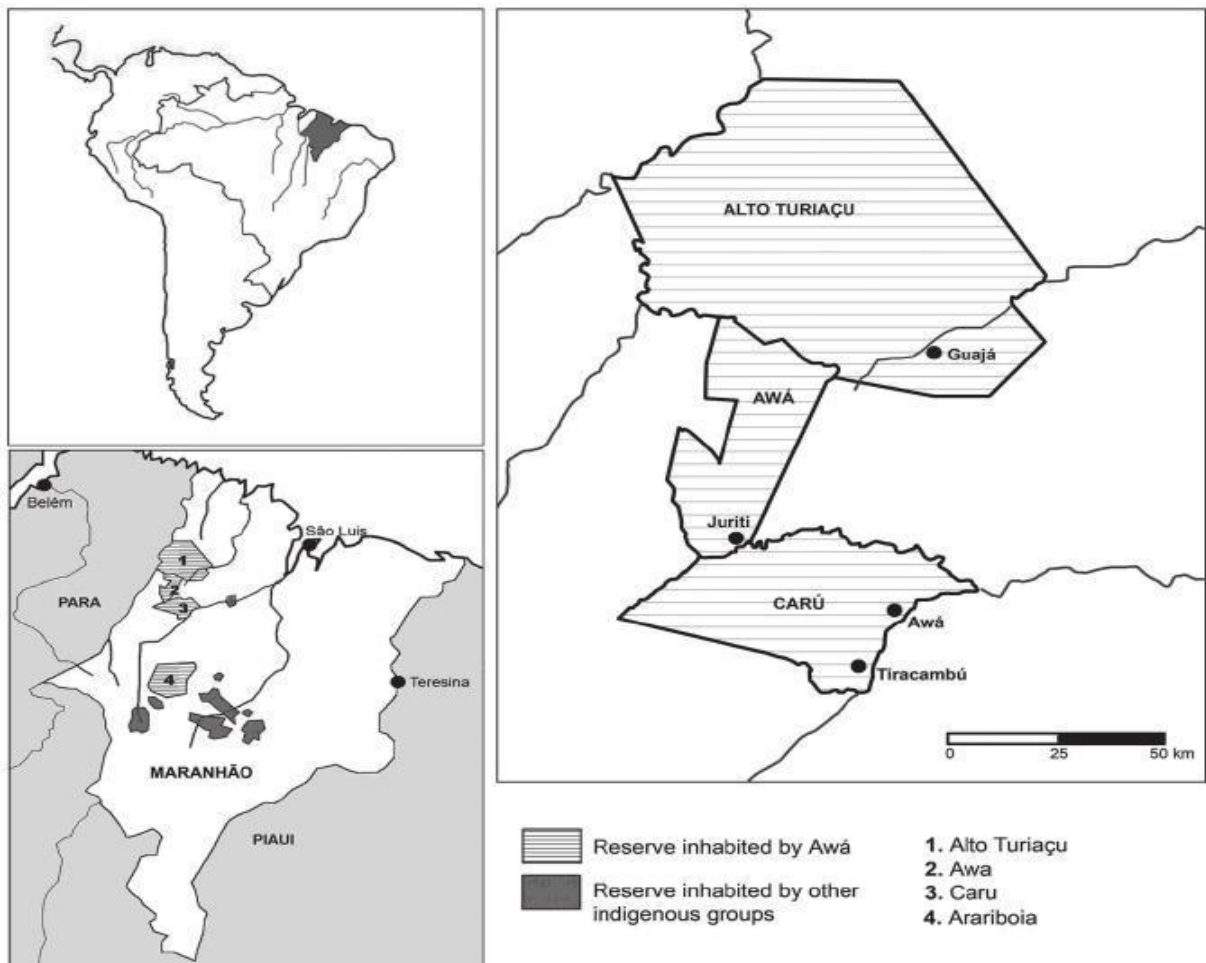 ALTO TURIAÇU
Guajá
AWÁ
Juriti
CARÚ
Awá
Tiracambú
0 25 50 km
Belém
São Luis
1
2
3
PARA
4
Teresina
MARANHÃO
PIAUI
Reserve inhabited by Awá
Reserve inhabited by other
indigenous groups
1. Alto Turiaçu
2. Awa
3. Caru
4. Arariboia